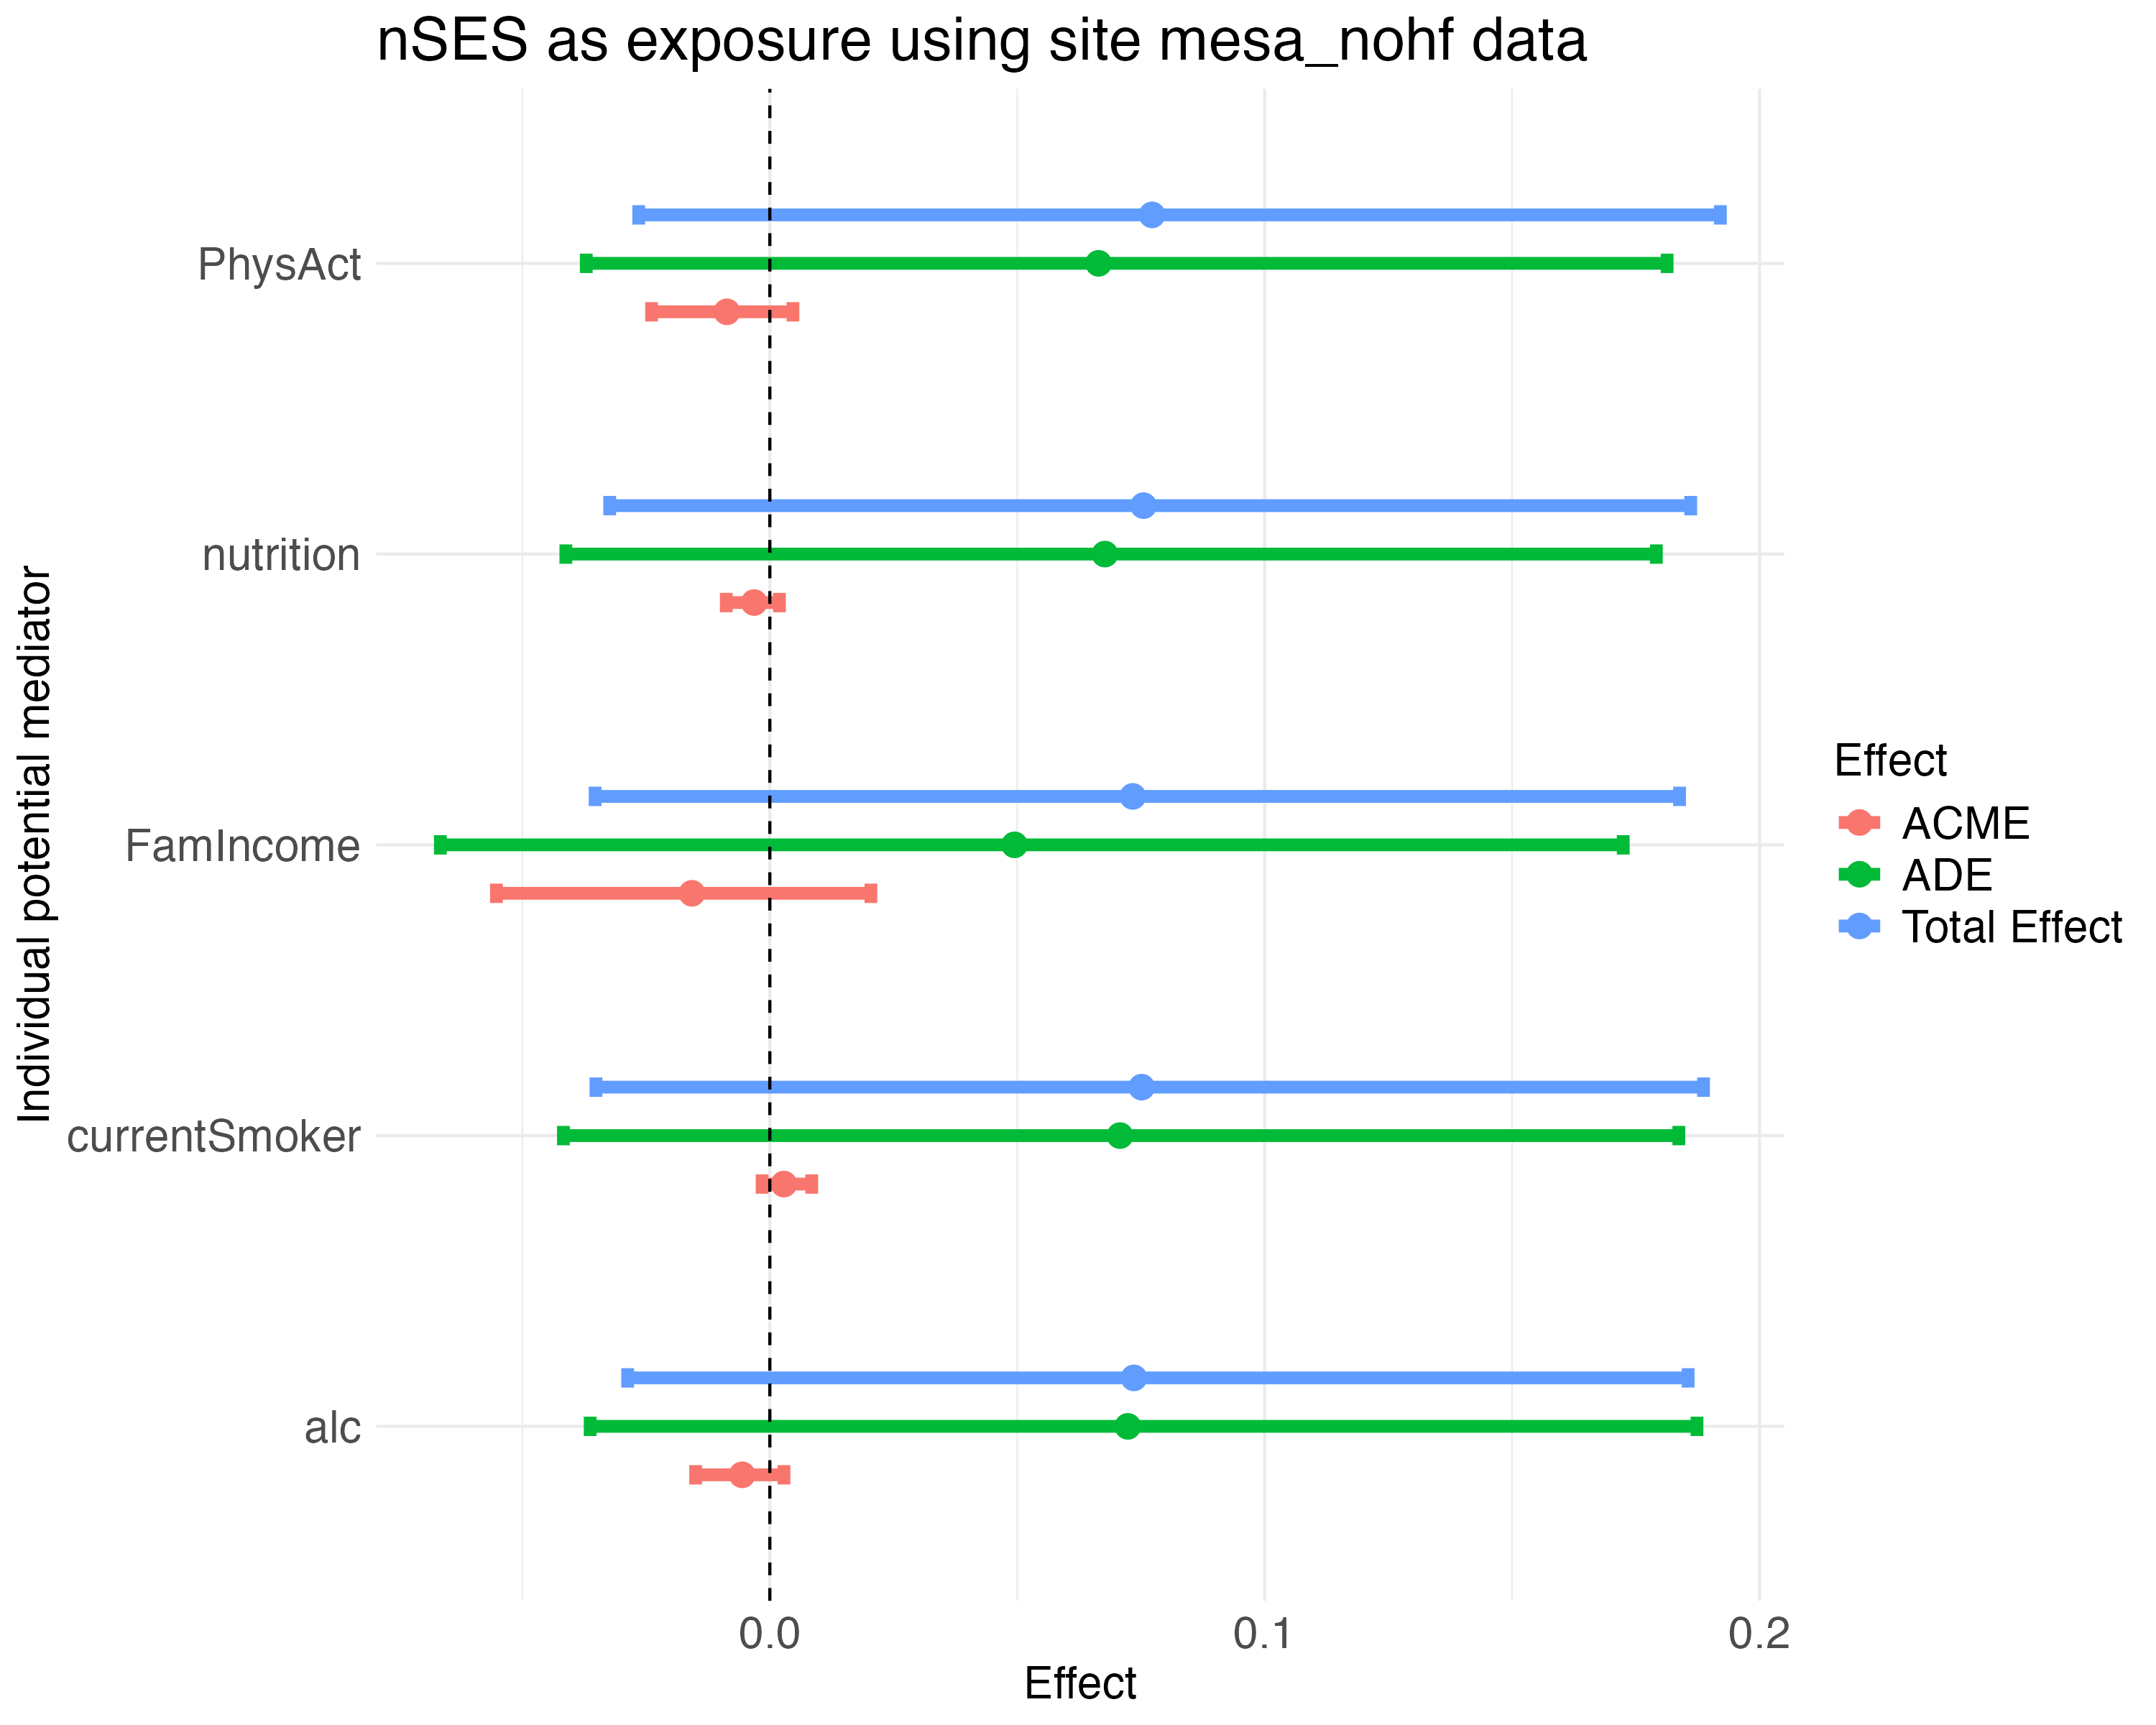 nSES as exposure using site mesa_nohf data
Individual potential mediator
PhysAct
nutrition
FamIncome
currentSmoker
alc
0.0 0.1 0.2
Effect
Effect
ACME
ADE
Total Effect